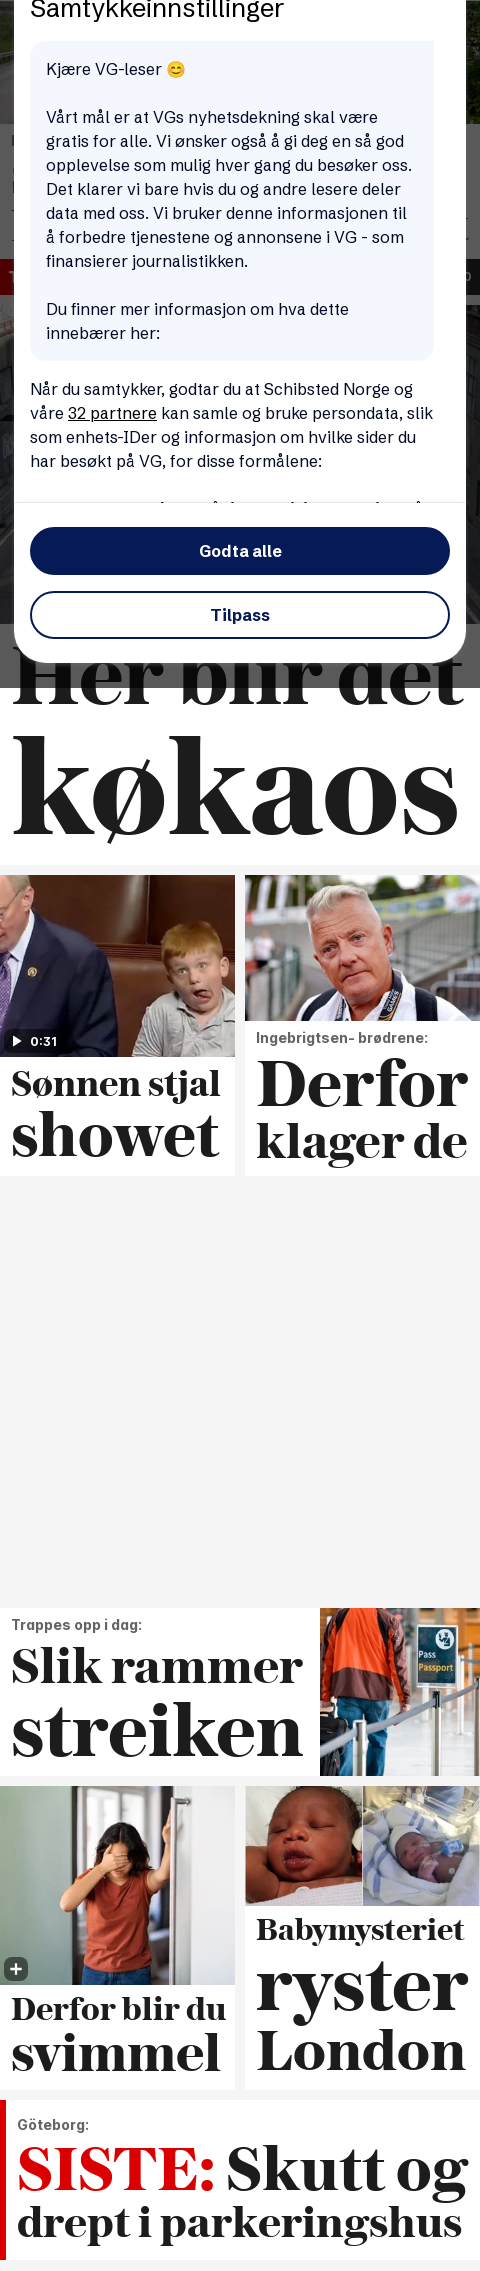 Samtykkeinnstillinger
Kjære VG-leser 😊
Vårt mål er at VGs nyhetsdekning skal være
gratis for alle. Vi ønsker også å gi deg en så god
opplevelse som mulig hver gang du besøker oss.
Det klarer vi bare hvis du og andre lesere deler
data med oss. Vi bruker denne informasjonen til
å forbedre tjenestene og annonsene i VG - som
finansierer journalistikken.
Du finner mer informasjon om hva dette
innebærer her:
Når du samtykker, godtar du at Schibsted Norge og
våre 32 partnere kan samle og bruke persondata, slik
som enhets-IDer og informasjon om hvilke sider du
har besøkt på VG, for disse formålene:
Godta alle
Tilpass
Her blir det
køkaos
0:31
Sønnen stjal
showet
Ingebrigtsen- brødrene:
Derfor
klager de
Trappes opp i dag:
Slik rammer
streiken
Pass
Passport
Derfor blir du
svimmel
Babymysteriet
ryster
London
Göteborg:
SISTE: Skutt og
drept i parkeringshus